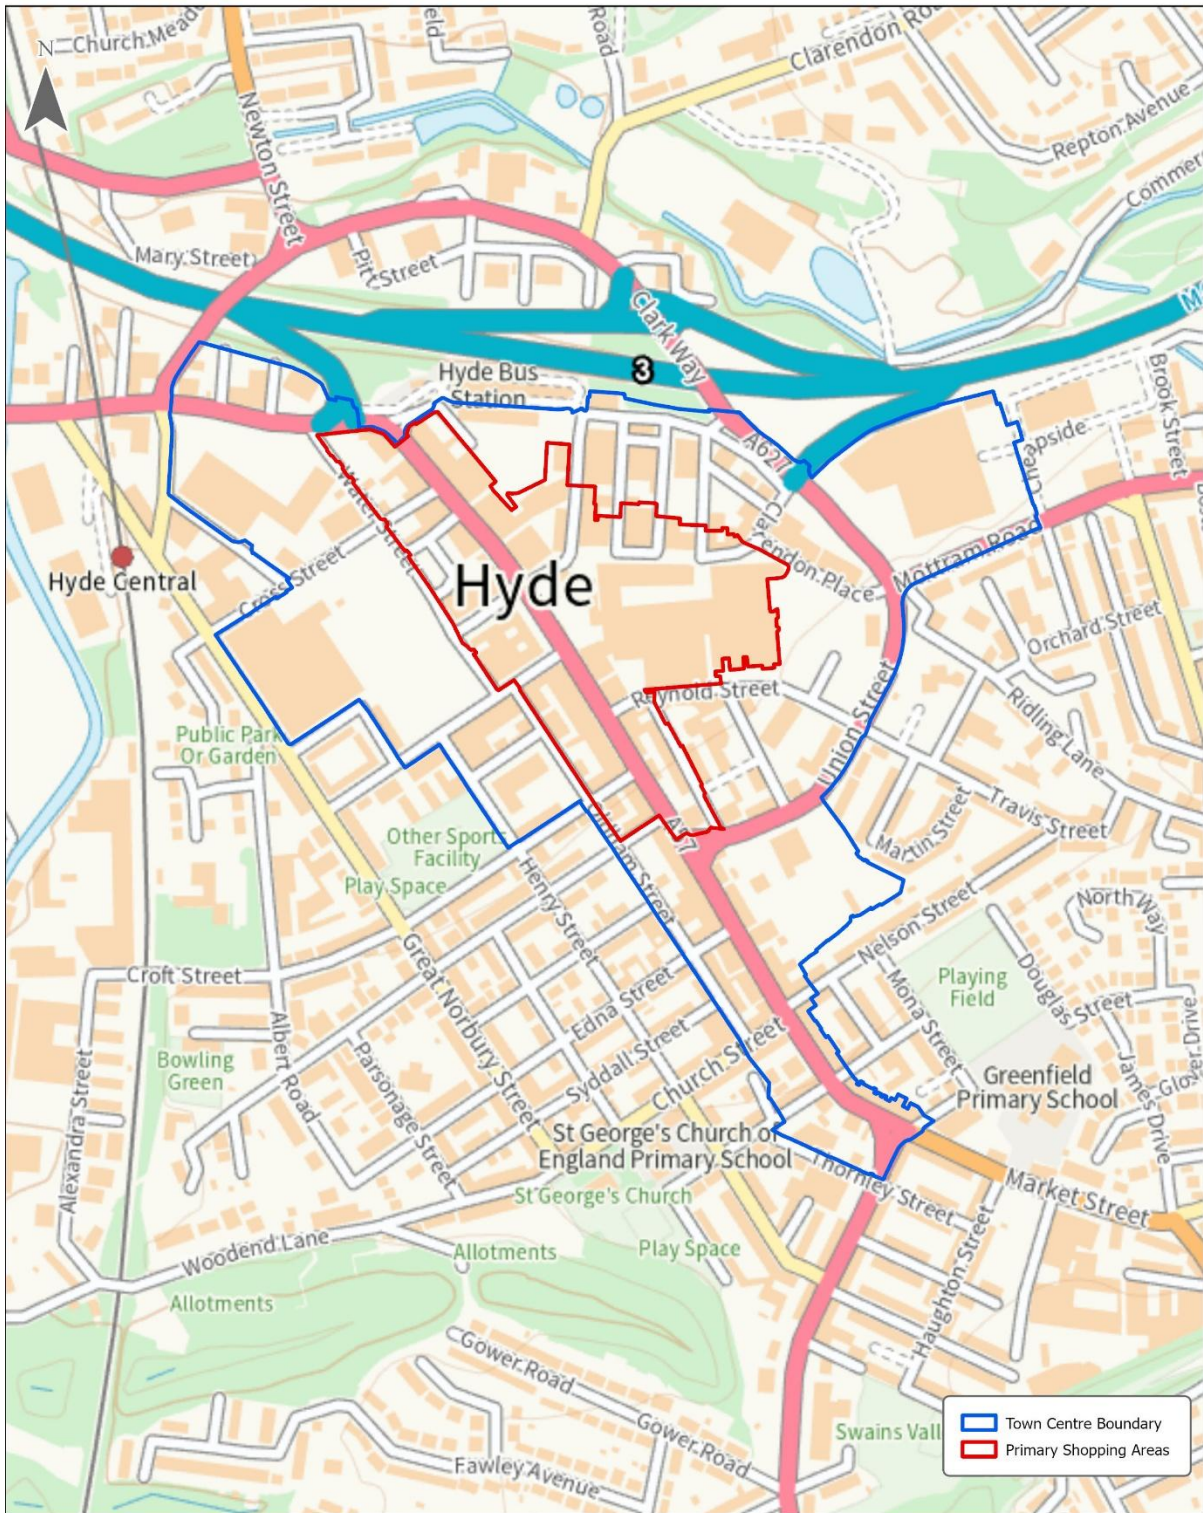 N
Church Mead
Road
Clarendon Ro
Newton Street
Repton Avenue
Commer
Mary Street
Pitt Street
Clark Way
M
Hyde Bus
Station
3
Brook Street
A627
Water Street
Clarendon Place
Mottram Road
Hyde Central
Cross Street
Hyde
Orchard Street
Reynold Street
Ridling Lane
Union Street
Public Park
Or Garden
Travis Street
Martin Street
A57
Oldham Street
Other Sports
Facility
Play Space
Henry Street
North Way
Nelson Street
Great Norbury Street
Croft Street
Edna Street
Mona Street
Playing
Field
Douglas Street
Bowling
Green
Albert Road
Parsonage Street
Syddall Street
Church Street
Greenfield
Primary School
James Drive
Alexandra Street
St George's Church of
England Primary School
Thornley Street
Market Street
St George's Church
Woodend Lane
Allotments
Play Space
Haughton Street
Allotments
Gower Road
Gower Road
Fawley Avenue
Swains Vall
Town Centre Boundary
Primary Shopping Areas